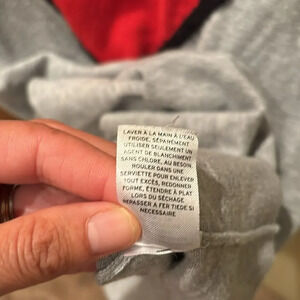 LAVER À LA MAIN À L'EAU
FROIDE, SÉPARÉMENT
UTILISER SEULEMENT UN
AGENT DE BLANCHIMENT
SANS CHLORE, AU BESOIN
ROULER DANS UNE
SERVIETTE POUR ENLEVER
TOUT EXCÈS, REDONNER
FORME, ÉTENDRE À PLAT
LORS DU SÉCHAGE
REPASSER À FER TIÈDE SI
NÉCESSAIRE